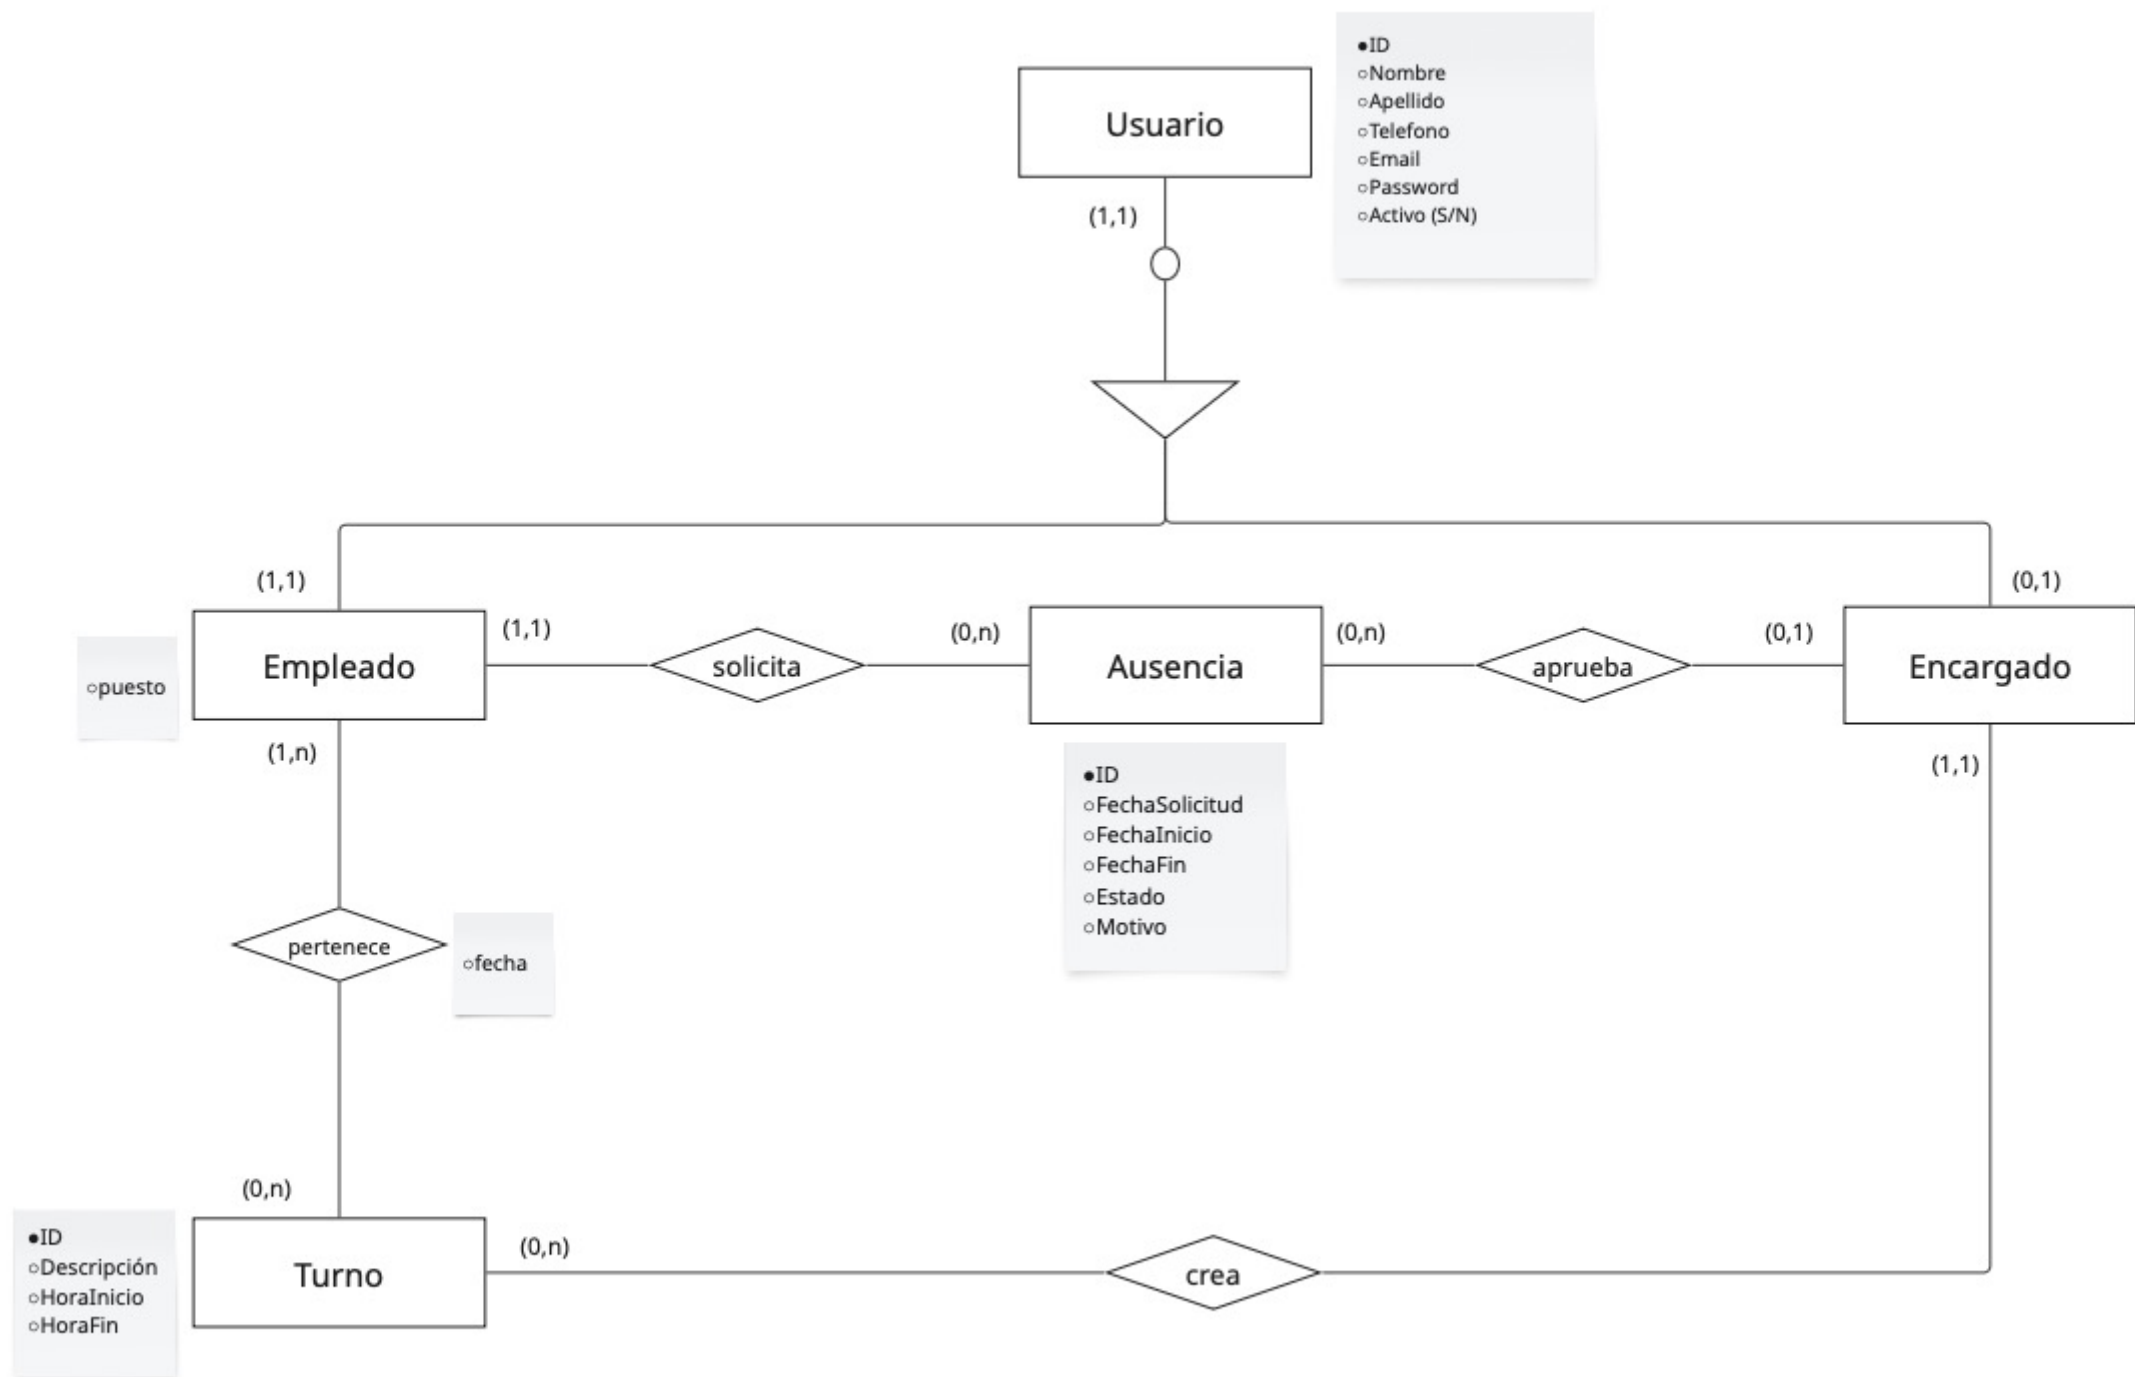 Usuario
●ID
○Nombre
○Apellido
○Telefono
○Email
○Password
○Activo (S/N)
(1,1)
(1,1)
(0,1)
Empleado
○puesto
(1,1)
solicita
(0,n)
Ausencia
(0,n)
aprueba
(0,1)
Encargado
(1,n)
(1,1)
●ID
○FechaSolicitud
○FechaInicio
○FechaFin
○Estado
○Motivo
pertenece
○fecha
(0,n)
●ID
○Descripción
○HoraInicio
○HoraFin
Turno
(0,n)
crea